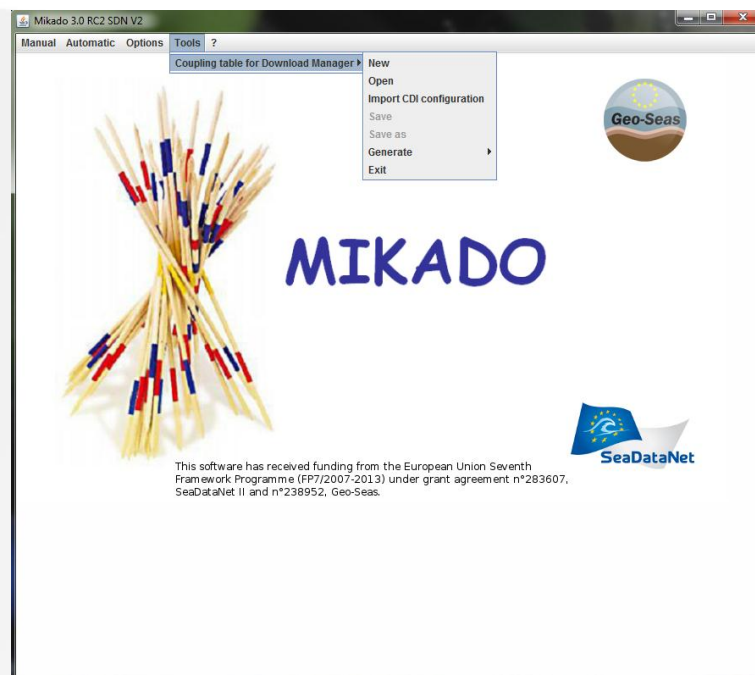 Mikado 3.0 RC2 SDN V2
Manual Automatic Options Tools ?
Coupling table for Download Manager
New
Open
Import CDI configuration
Save
Save as
Generate
Exit
Geo-Seas
MIKADO
SeaDataNet
This software has received funding from the European Union Seventh
Framework Programme (FP7/2007-2013) under grant agreement n°283607,
SeaDataNet II and n°238952, Geo-Seas.